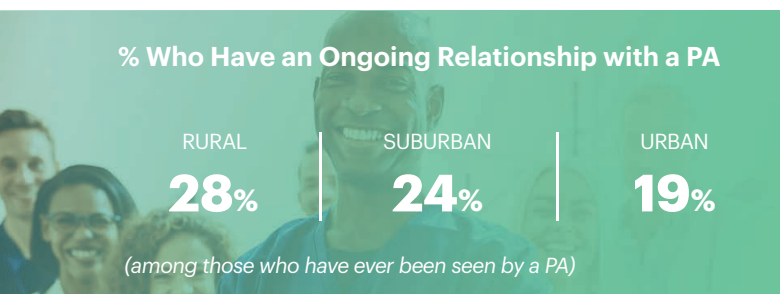 % Who Have an Ongoing Relationship with a PA
RURAL
28%
SUBURBAN
24%
URBAN
19%
(among those who have ever been seen by a PA)